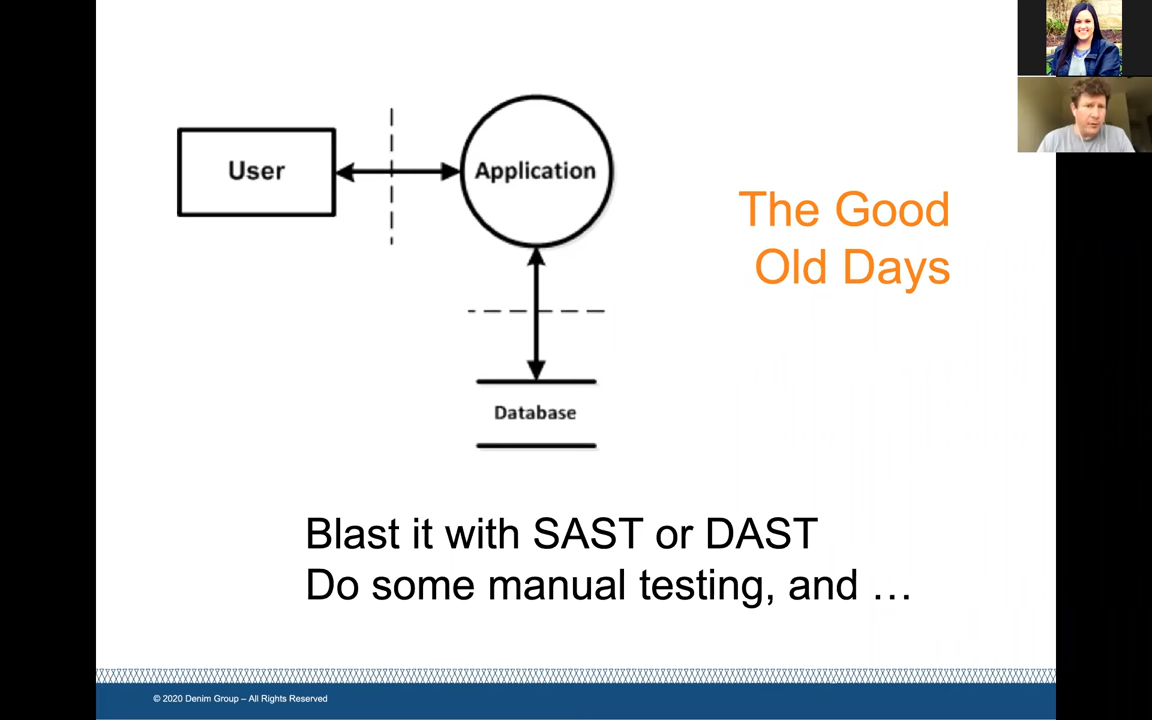 User
Application
The Good
Old Days
Database
Blast it with SAST or DAST
Do some manual testing, and …
© 2020 Denim Group – All Rights Reserved